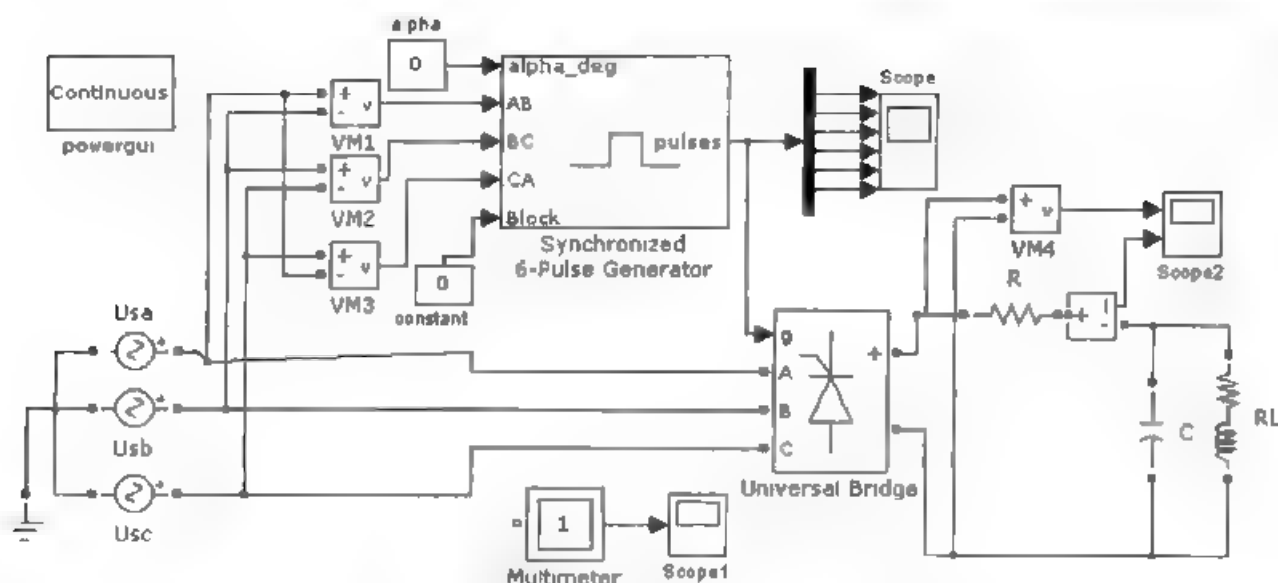 alpha
0
alpha_deg
Scope
Continuous
powergui
+
-
v
VM1
AB
BC
pulses
+
-
v
VM2
CA
+
-
v
VM3
Block
0
constant
Synchronized
6-Pulse Generator
+
-
v
VM4
Scope2
R
+
i
-
Usa
g
A
B
C
+
Usb
Usc
Universal Bridge
C
RL
1
Multimeter
Scope1